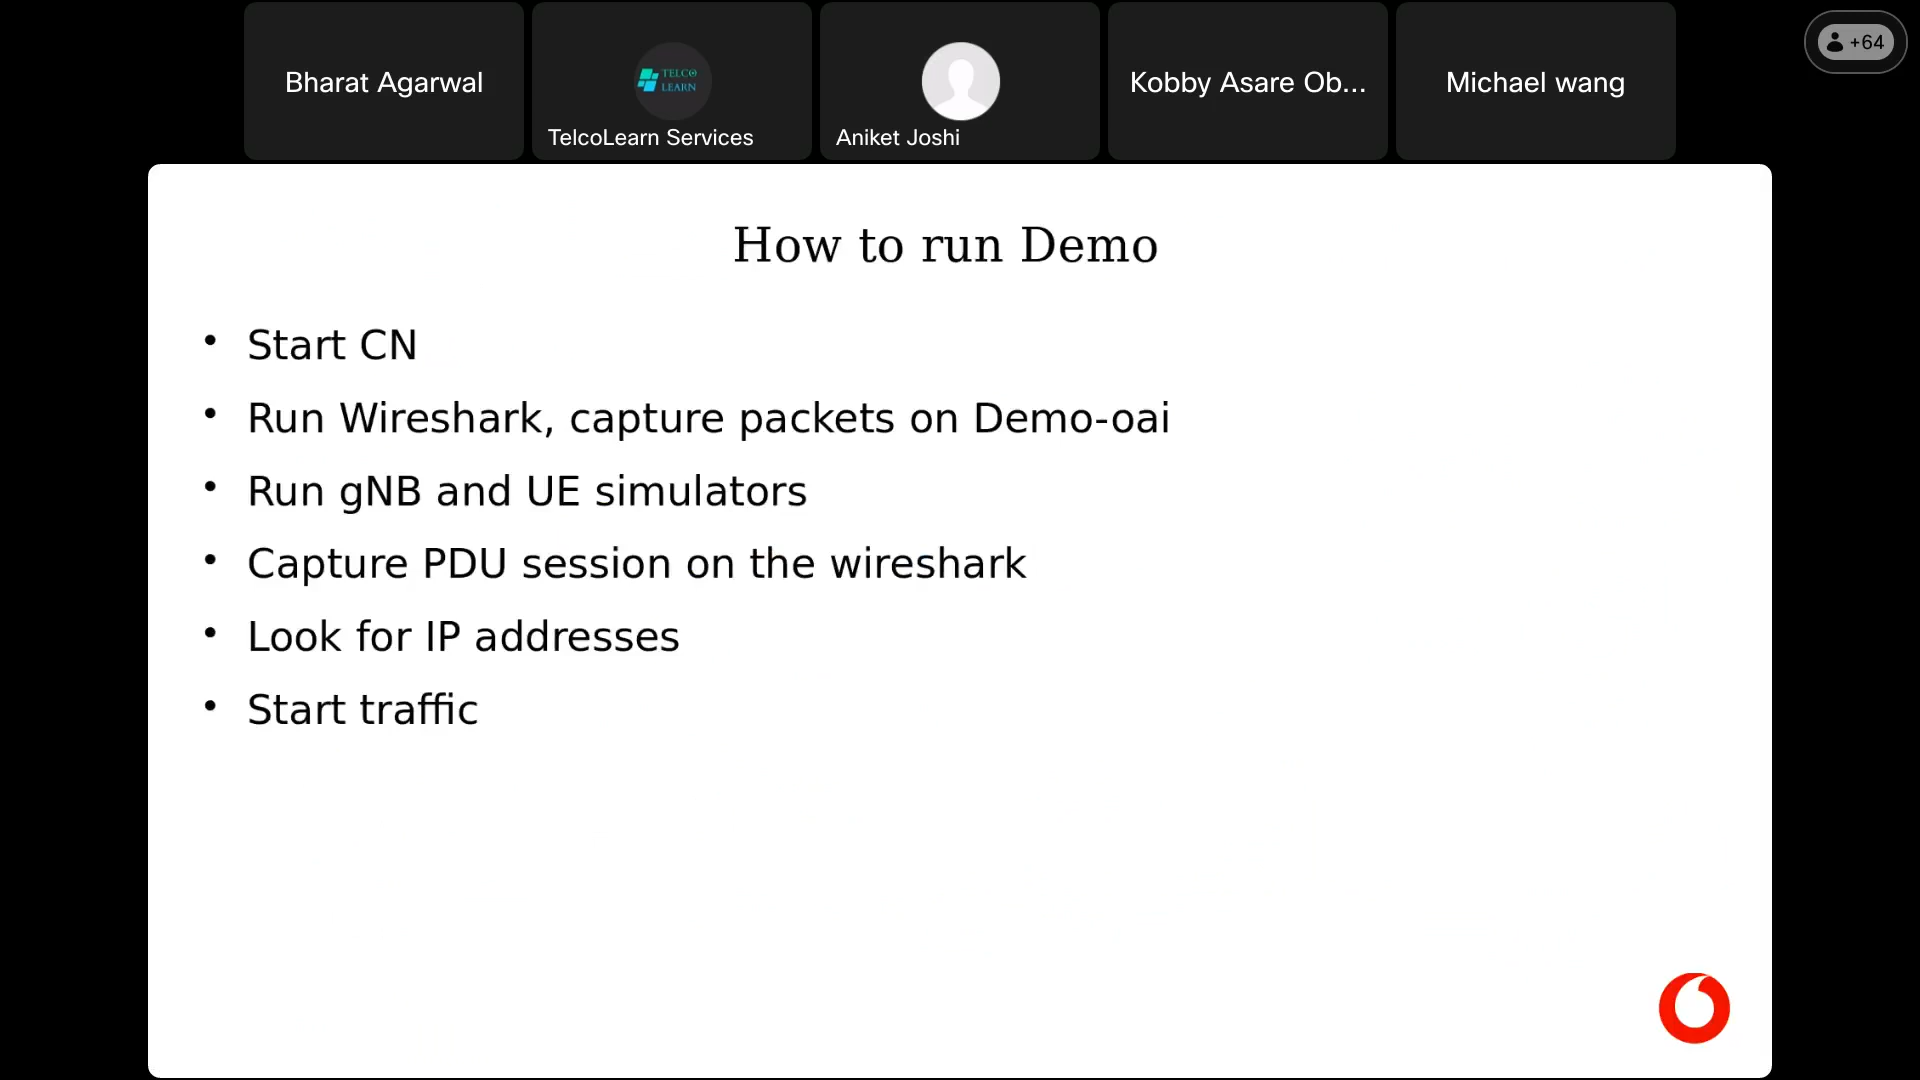 Bharat Agarwal
TELCO
LEARN
TelcoLearn Services
Aniket Joshi
Kobby Asare Ob...
Michael wang
+64
How to run Demo
• Start CN
• Run Wireshark, capture packets on Demo-oai
• Run gNB and UE simulators
• Capture PDU session on the wireshark
• Look for IP addresses
• Start traffic